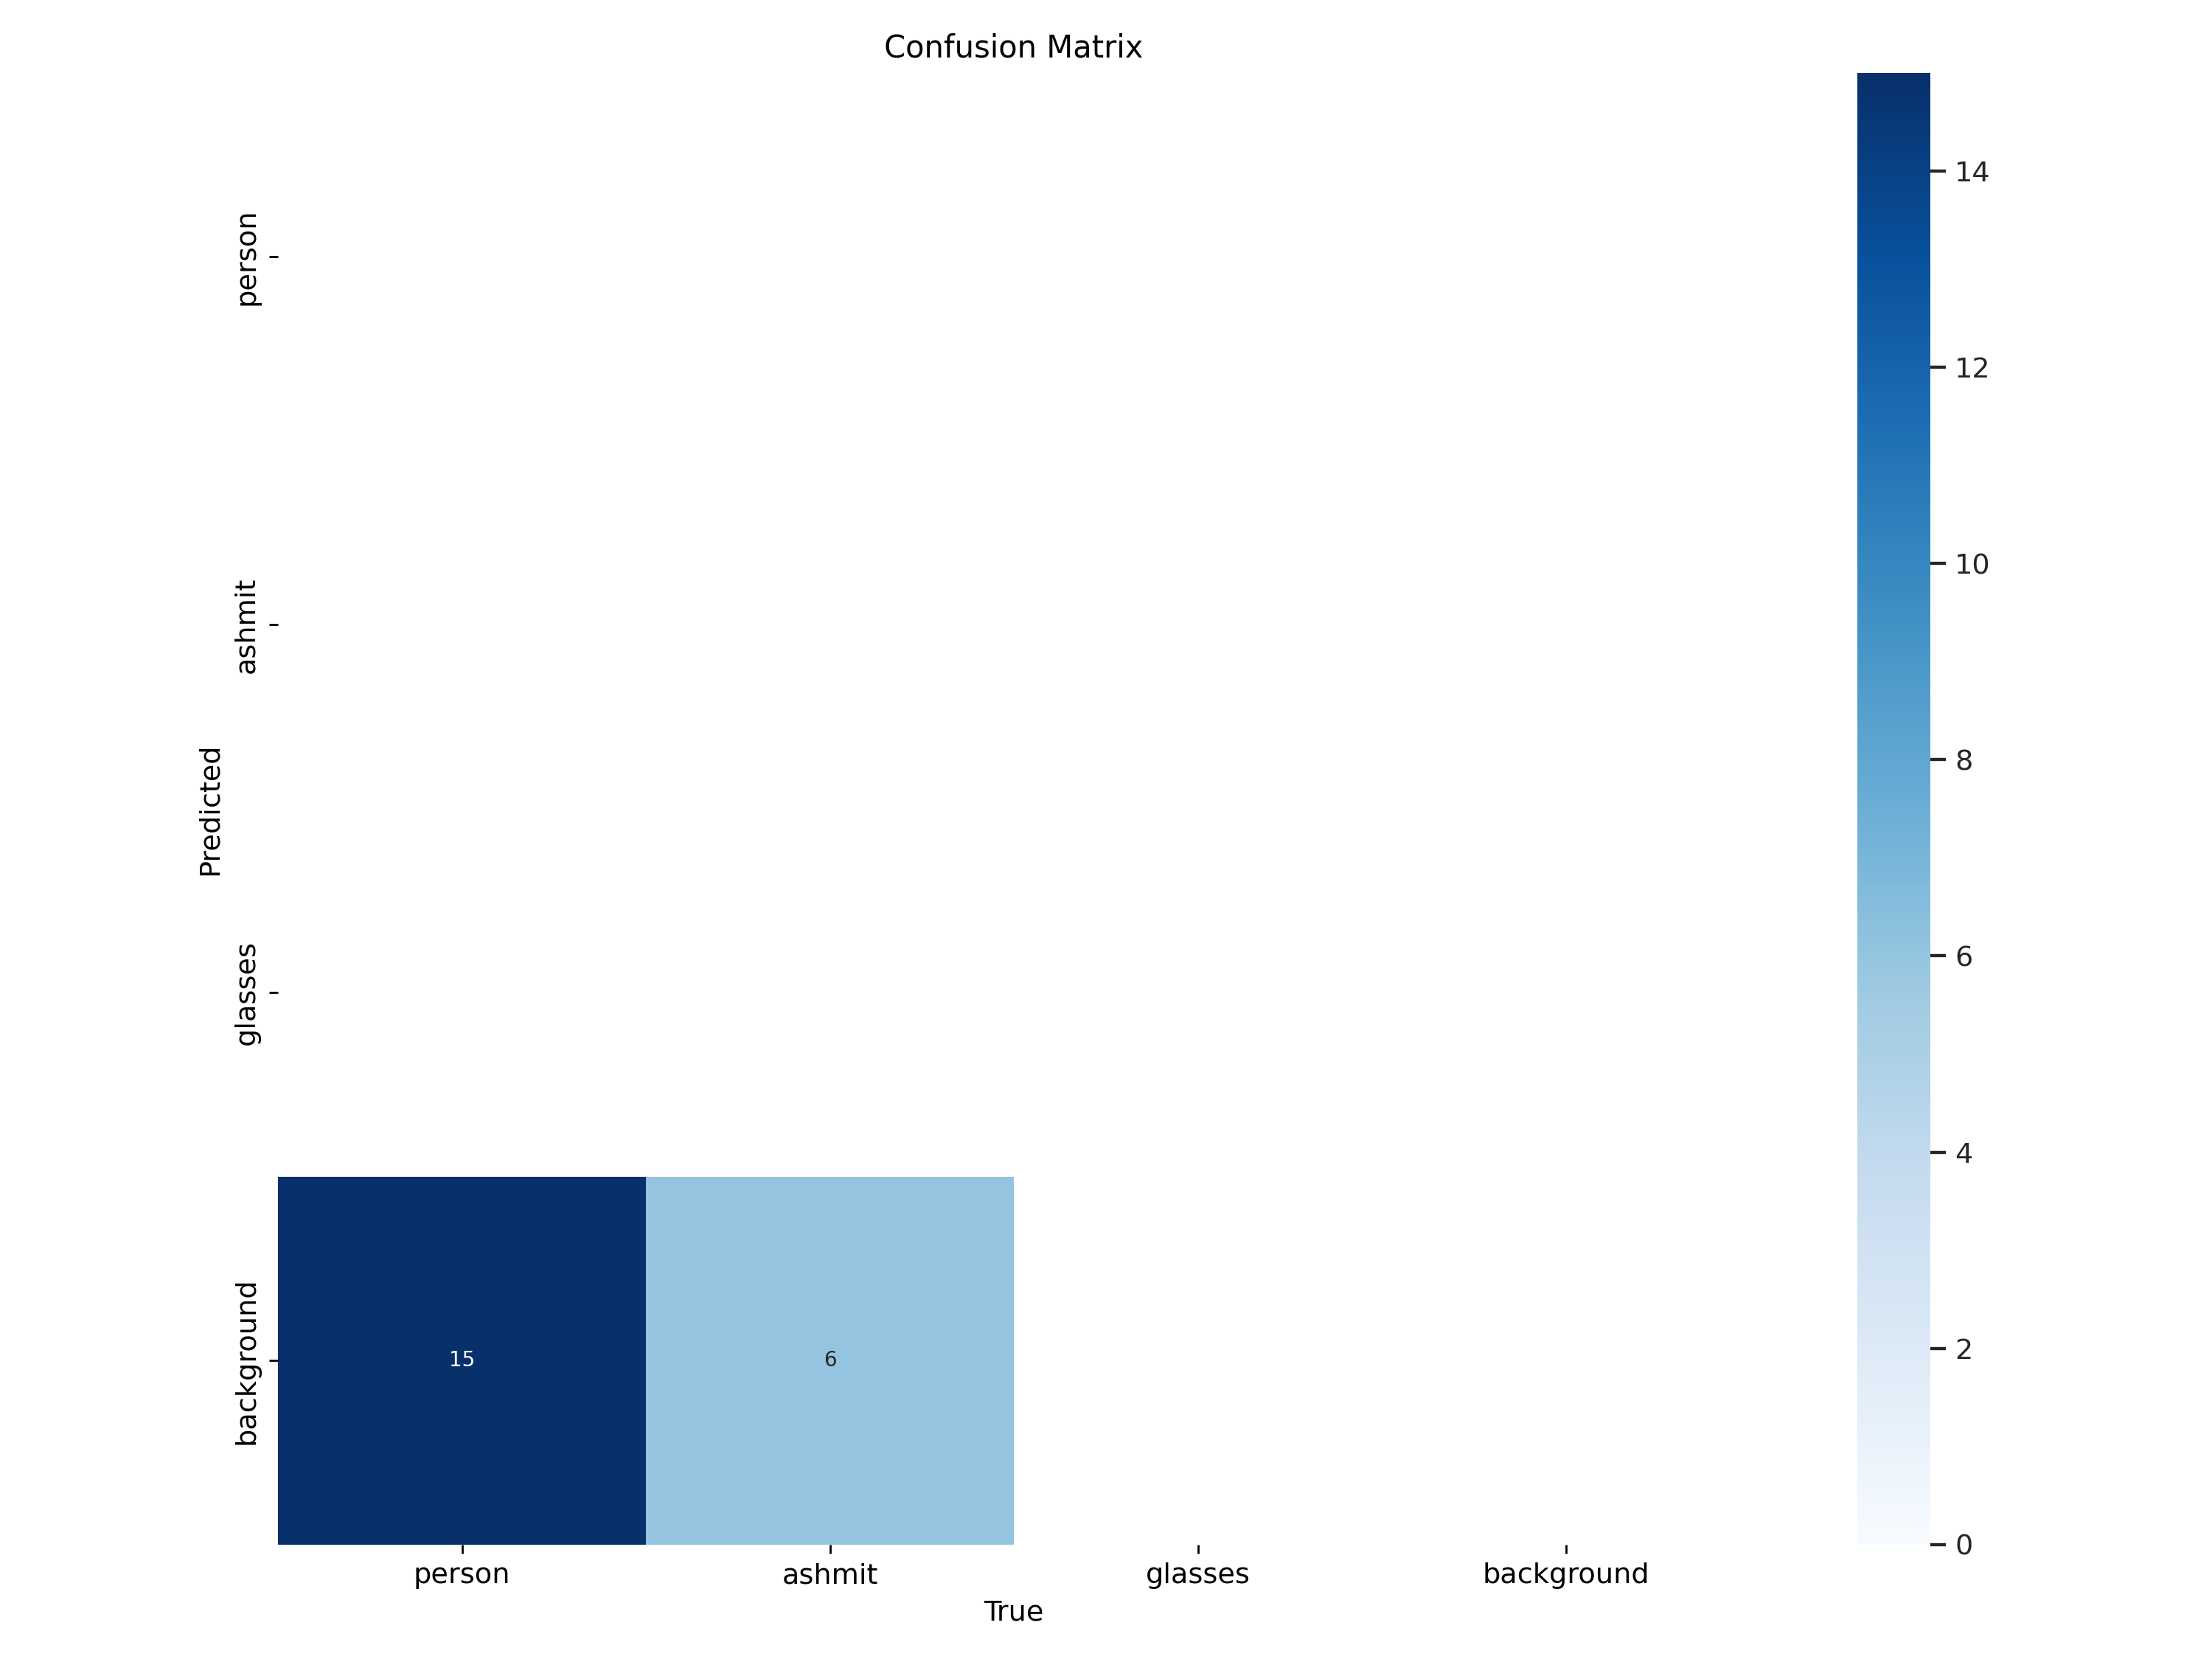 Confusion Matrix
person
ashmit
glasses
background
Predicted
15
6
person
ashmit
glasses
background
True
14
12
10
8
6
4
2
0